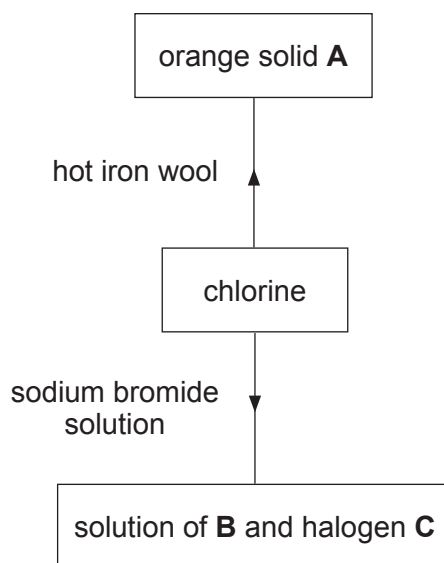 orange solid A
hot iron wool
chlorine
sodium bromide
solution
solution of B and halogen C